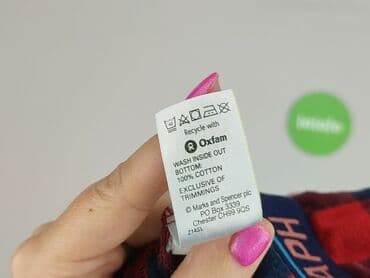 Recycle with
Oxfam
WASH INSIDE OUT
BOTTOM:
100% COTTON
EXCLUSIVE OF
TRIMMINGS
© Marks and Spencer plc
PO Box 3339
Chester CH99 9QS
Z14SL